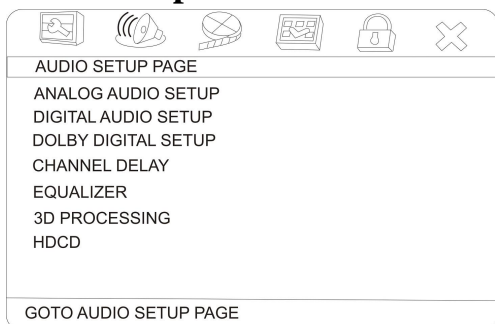 AUDIO SETUP PAGE
ANALOG AUDIO SETUP
DIGITAL AUDIO SETUP
DOLBY DIGITAL SETUP
CHANNEL DELAY
EQUALIZER
3D PROCESSING
HDCD
GOTO AUDIO SETUP PAGE